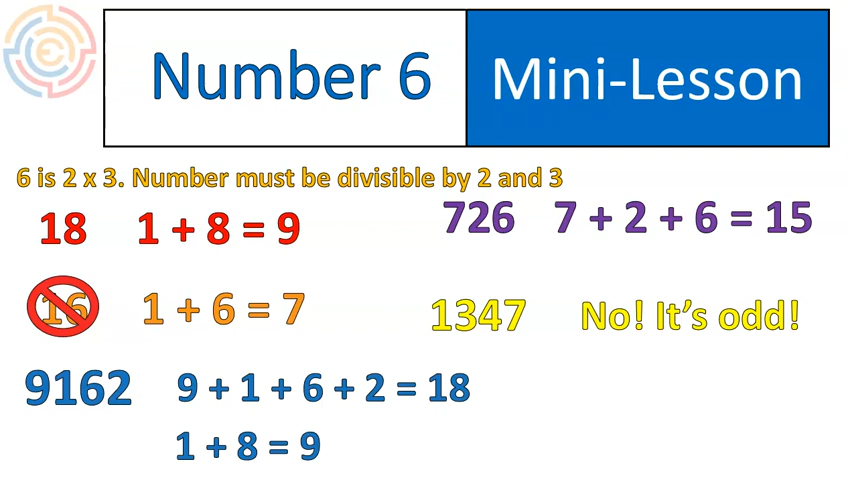 Number 6 Mini-Lesson
6 is 2 x 3. Number must be divisible by 2 and 3
18 1 + 8 = 9
726 7 + 2 + 6 = 15
16 1 + 6 = 7
1347 No! It's odd!
9162 9 + 1 + 6 + 2 = 18
1 + 8 = 9